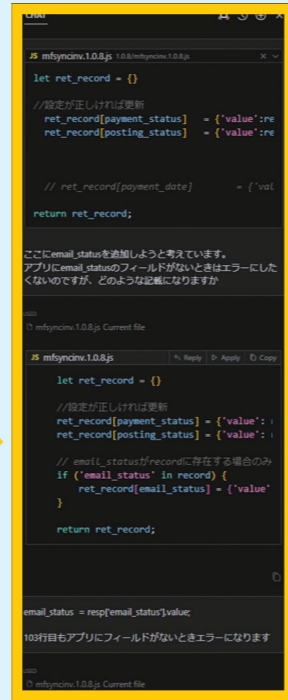 CHAT
JS mfsyncinv.1.0.8.js 1.0.8/mfsyncinv.1.0.8.js
let ret_record = {}
//設定が正しければ更新
ret_record[payment_status] = {'value':re
ret_record[posting_status] = {'value':re
// ret_record[payment_date] = {'val
return ret_record;
ここにemail_statusを追加しようと考えています。
アプリにemail_statusのフィールドがないときはエラーにした
くないのですが、どのような記載になりますか
USED
mfsyncinv.1.0.8.js Current file
JS mfsyncinv.1.0.8.js Reply Apply Copy
let ret_record = {}
//設定が正しければ更新
ret_record[payment_status] = {'value':
ret_record[posting_status] = {'value':
// email_statusがrecordに存在する場合のみ
if ('email_status' in record) {
ret_record[email_status] = {'value'
}
return ret_record;
email_status = resp['email_status'].value;
103行目もアプリにフィールドがないときエラーになります
USED
mfsyncinv.1.0.8.js Current file